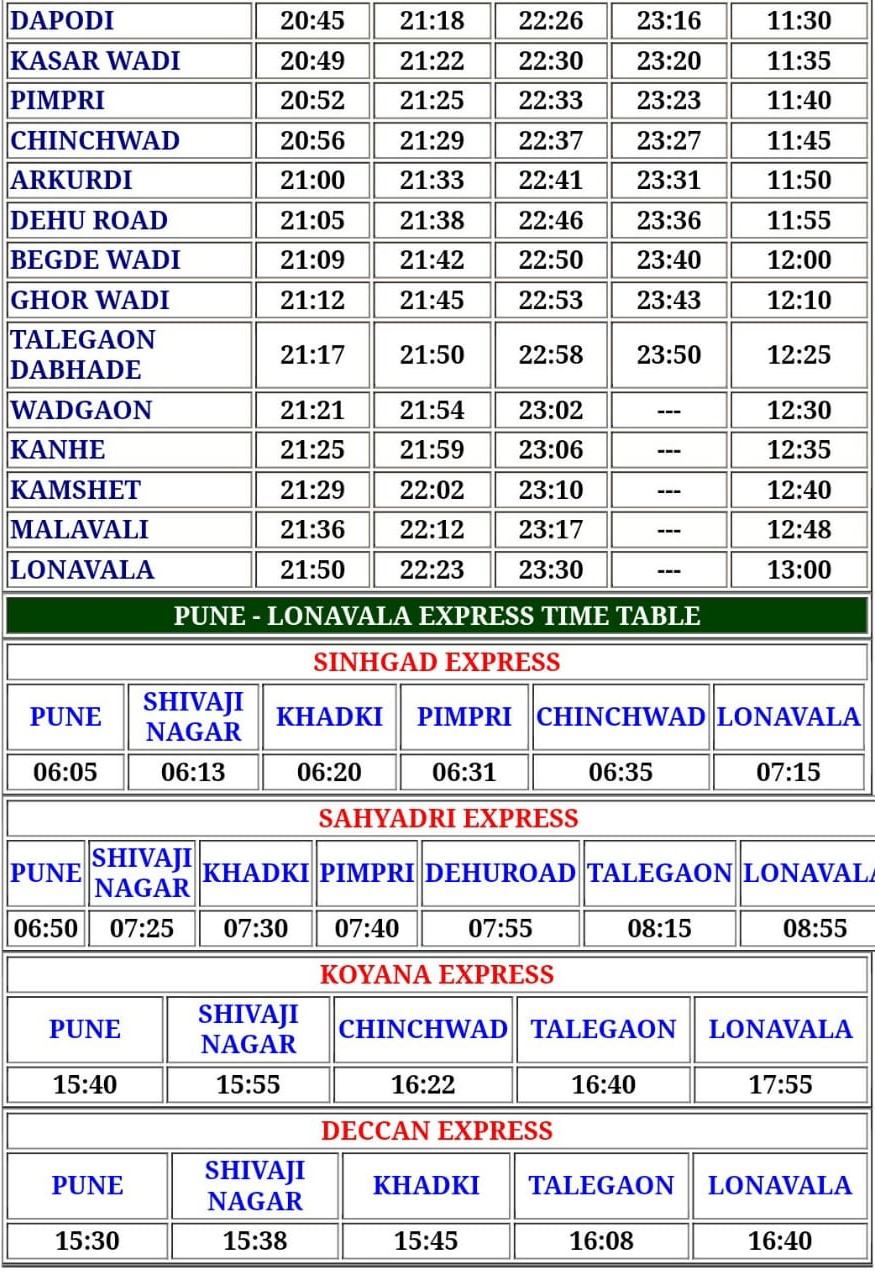 DAPODI 20:45 21:18 22:26 23:16 11:30
KASAR WADI 20:49 21:22 22:30 23:20 11:35
PIMPRI 20:52 21:25 22:33 23:23 11:40
CHINCHWAD 20:56 21:29 22:37 23:27 11:45
ARKURDI 21:00 21:33 22:41 23:31 11:50
DEHU ROAD 21:05 21:38 22:46 23:36 11:55
BEGDE WADI 21:09 21:42 22:50 23:40 12:00
GHOR WADI 21:12 21:45 22:53 23:43 12:10
TALEGAON
DABHADE 21:17 21:50 22:58 23:50 12:25
WADGAON 21:21 21:54 23:02 --- 12:30
KANHE 21:25 21:59 23:06 --- 12:35
KAMSHET 21:29 22:02 23:10 --- 12:40
MALAVALI 21:36 22:12 23:17 --- 12:48
LONAVALA 21:50 22:23 23:30 --- 13:00
PUNE - LONAVALA EXPRESS TIME TABLE
SINHGAD EXPRESS
PUNE SHIVAJI NAGAR KHADKI PIMPRI CHINCHWAD LONAVALA
06:05 06:13 06:20 06:31 06:35 07:15
SAHYADRI EXPRESS
PUNE SHIVAJI NAGAR KHADKI PIMPRI DEHUROAD TALEGAON LONAVALA
06:50 07:25 07:30 07:40 07:55 08:15 08:55
KOYANA EXPRESS
PUNE SHIVAJI NAGAR CHINCHWAD TALEGAON LONAVALA
15:40 15:55 16:22 16:40 17:55
DECCAN EXPRESS
PUNE SHIVAJI NAGAR KHADKI TALEGAON LONAVALA
15:30 15:38 15:45 16:08 16:40